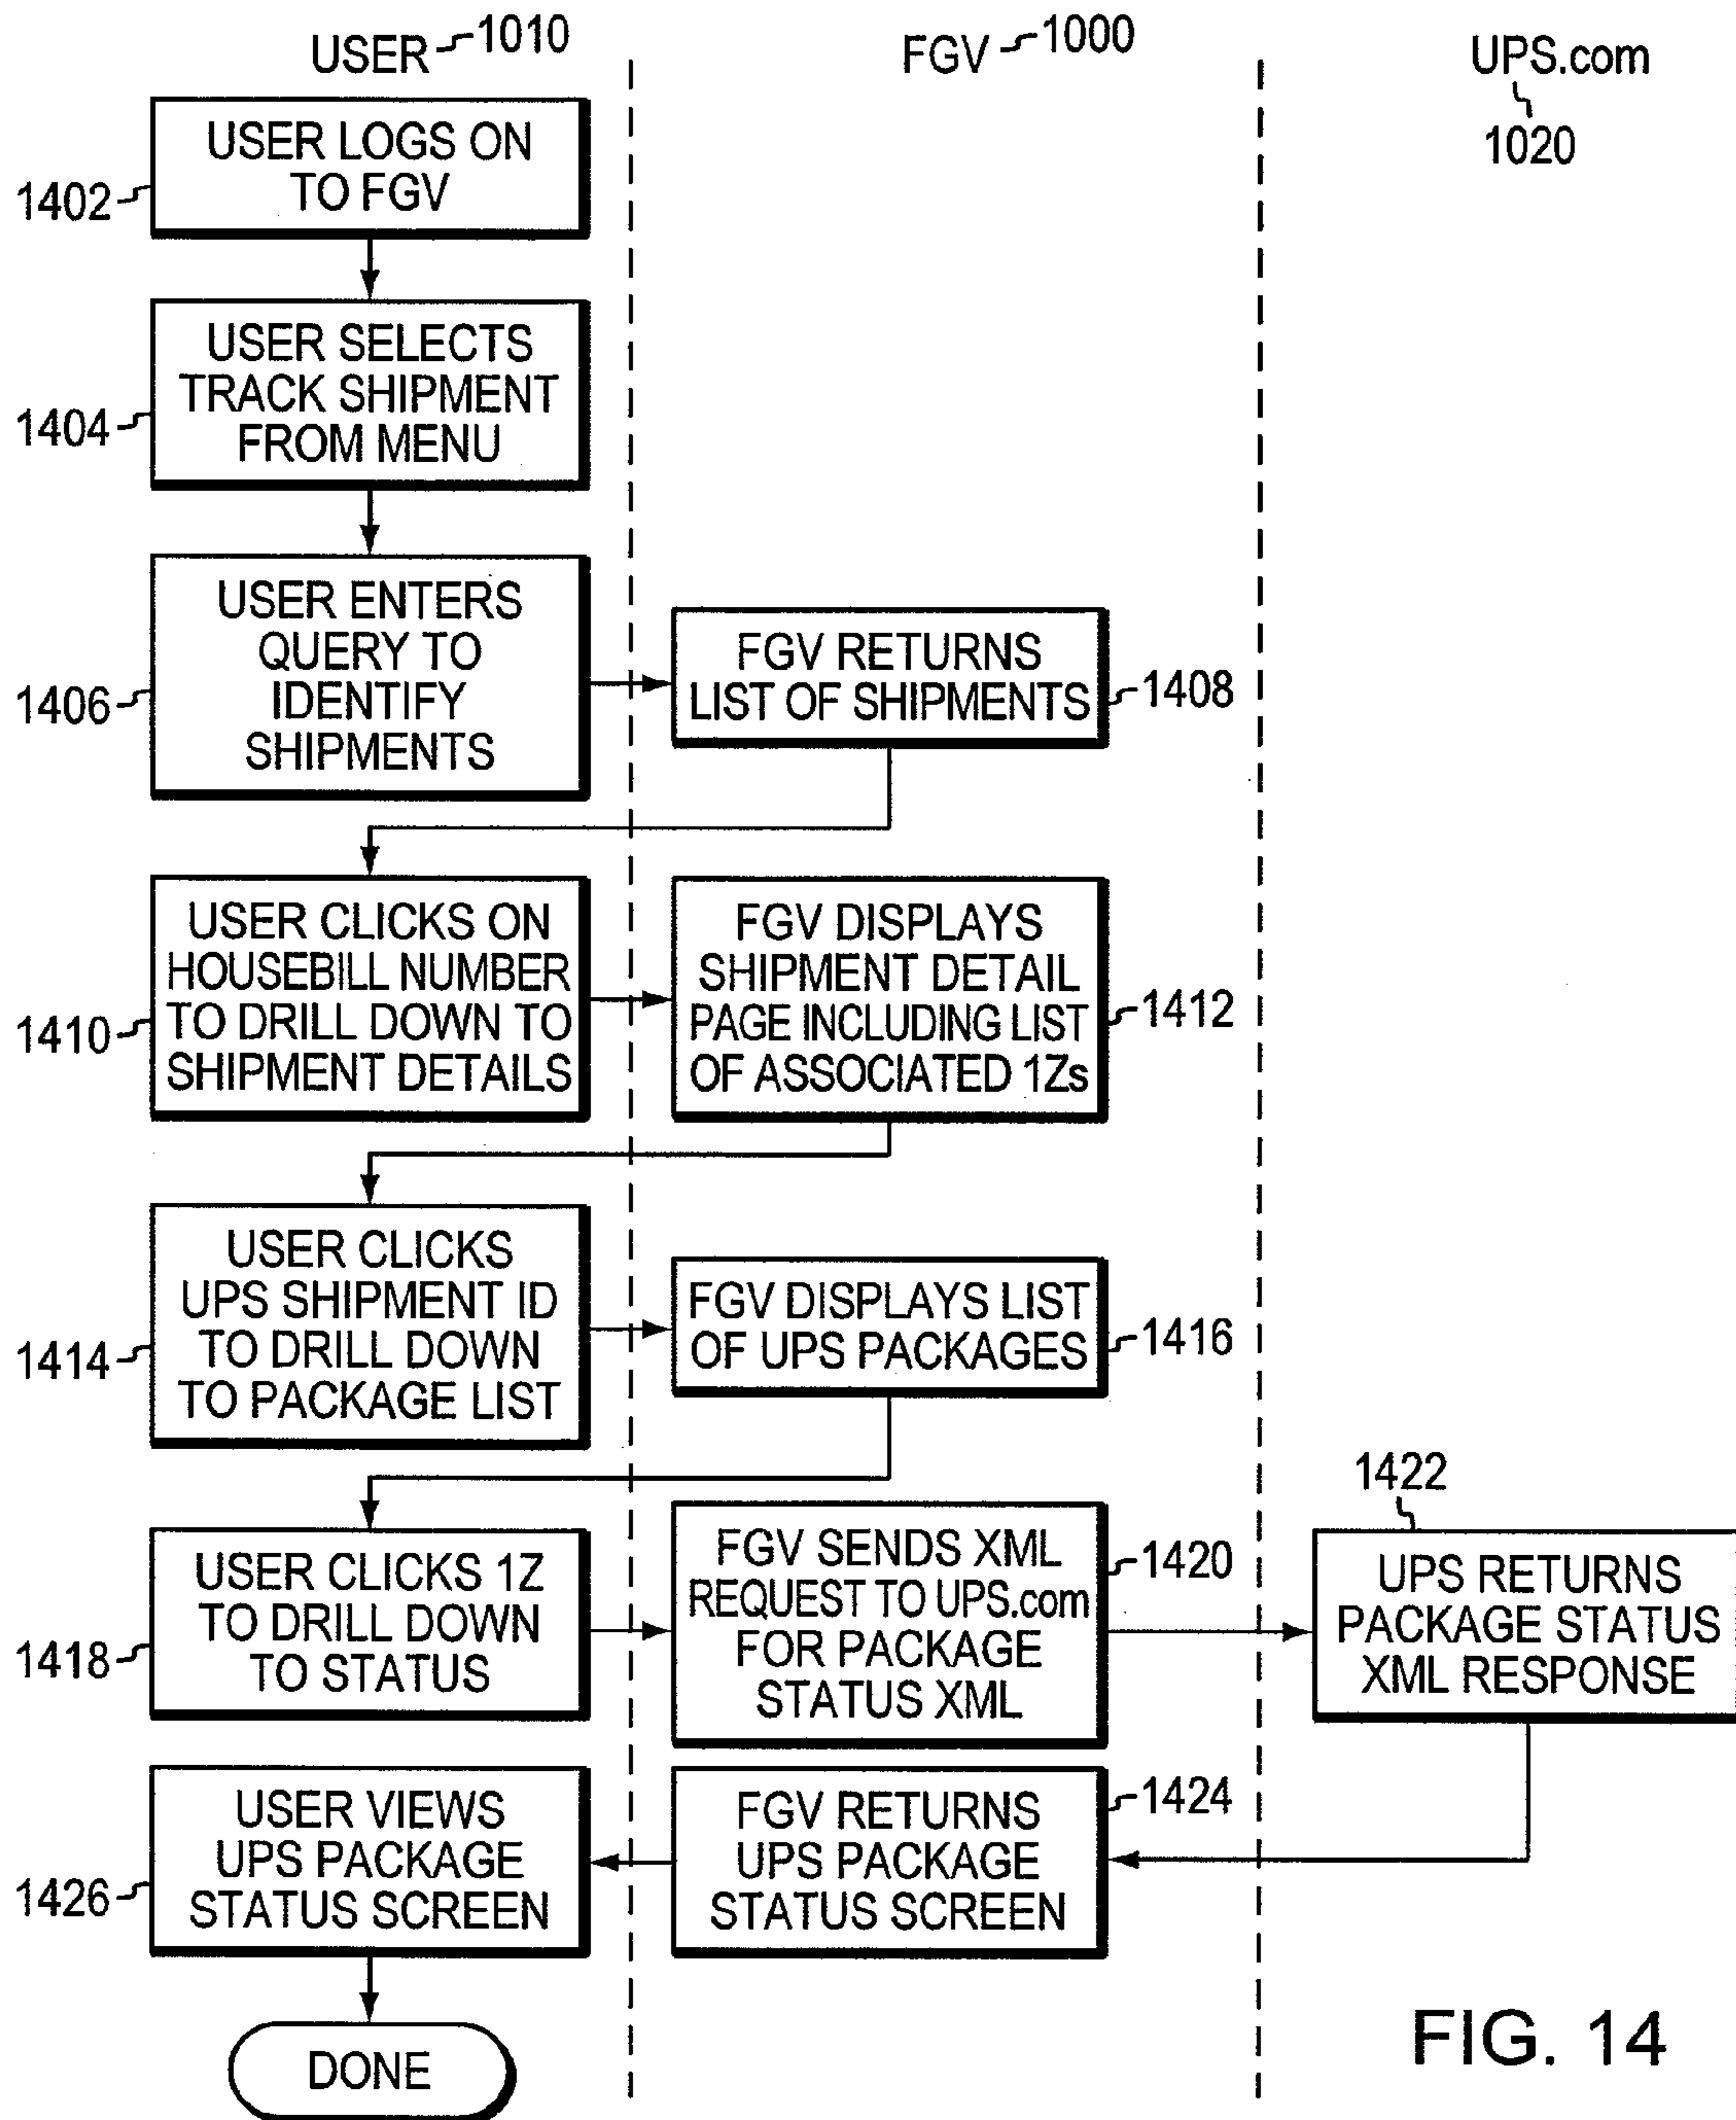 USER 1010
FGV 1000
UPS.com
1020
USER LOGS ON
TO FGV
1402
USER SELECTS
TRACK SHIPMENT
FROM MENU
1404
USER ENTERS
QUERY TO
IDENTIFY
SHIPMENTS
1406
FGV RETURNS
LIST OF SHIPMENTS
1408
USER CLICKS ON
HOUSEBILL NUMBER
TO DRILL DOWN TO
SHIPMENT DETAILS
1410
FGV DISPLAYS
SHIPMENT DETAIL
PAGE INCLUDING LIST
OF ASSOCIATED 1Zs
1412
USER CLICKS
UPS SHIPMENT ID
TO DRILL DOWN
TO PACKAGE LIST
1414
FGV DISPLAYS LIST
OF UPS PACKAGES
1416
USER CLICKS 1Z
TO DRILL DOWN
TO STATUS
1418
FGV SENDS XML
REQUEST TO UPS.com
FOR PACKAGE
STATUS XML
1420
1422
UPS RETURNS
PACKAGE STATUS
XML RESPONSE
FGV RETURNS
UPS PACKAGE
STATUS SCREEN
1424
USER VIEWS
UPS PACKAGE
STATUS SCREEN
1426
DONE
FIG. 14